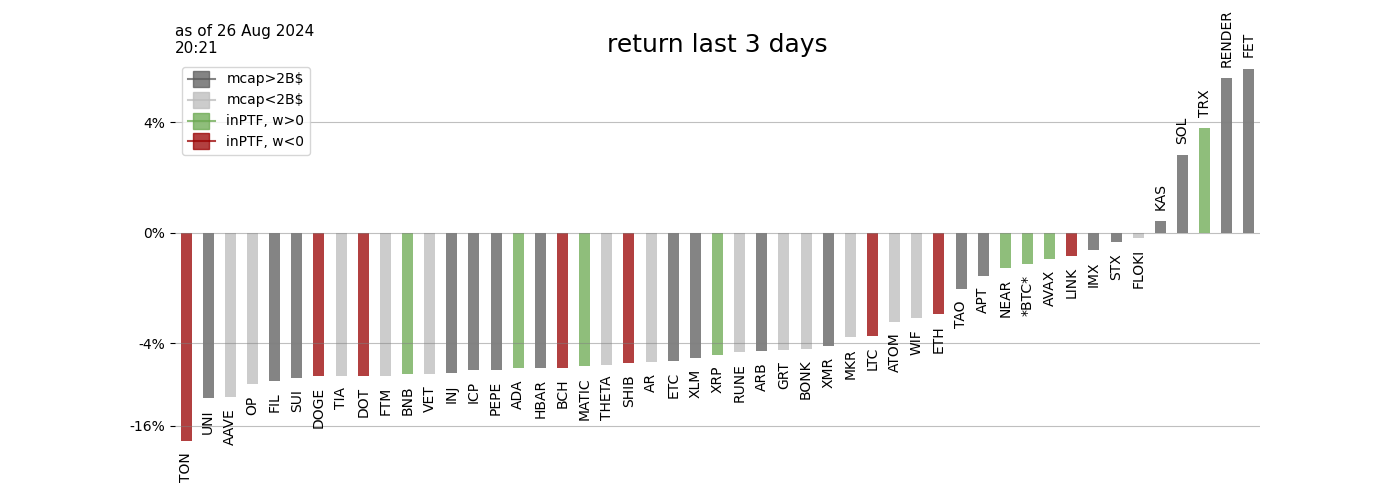 as of 26 Aug 2024
20:21
return last 3 days
mcap>2B$
mcap<2B$
inPTF, w>0
inPTF, w<0
4%
0%
-4%
-16%
TON
UNI
AAVE
OP
FIL
SUI
DOGE
TIA
DOT
FTM
BNB
VET
INJ
ICP
PEPE
ADA
HBAR
BCH
MATIC
THETA
SHIB
AR
ETC
XLM
XRP
RUNE
ARB
GRT
BONK
XMR
MKR
LTC
ATOM
WIF
ETH
TAO
APT
NEAR
*BTC*
AVAX
LINK
IMX
STX
FLOKI
KAS
SOL
TRX
RENDER
FET